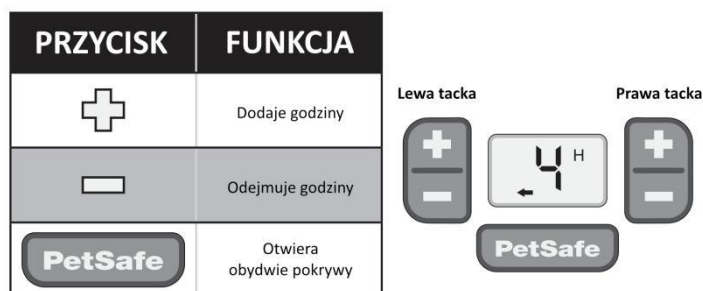 PRZYCISK FUNKCJA
Dodaje godziny
Odejmuje godziny
PetSafe
Otwiera
obydwie pokrywy
Lewa tacka
Prawa tacka
4 H
PetSafe